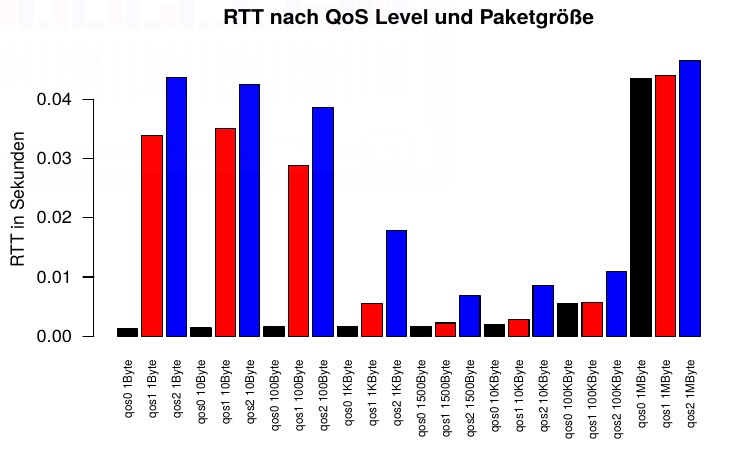 RTT nach QoS Level und Paketgröße
RTT in Sekunden
0.04
0.03
0.02
0.01
0.00
qos0 1Byte
qos1 1Byte
qos2 1Byte
qos0 10Byte
qos1 10Byte
qos2 10Byte
qos0 100Byte
qos1 100Byte
qos2 100Byte
qos0 1KByte
qos1 1KByte
qos2 1KByte
qos0 1500Byte
qos1 1500Byte
qos2 1500Byte
qos0 10KByte
qos1 10KByte
qos2 10KByte
qos0 100KByte
qos1 100KByte
qos2 100KByte
qos0 1MByte
qos1 1MByte
qos2 1MByte